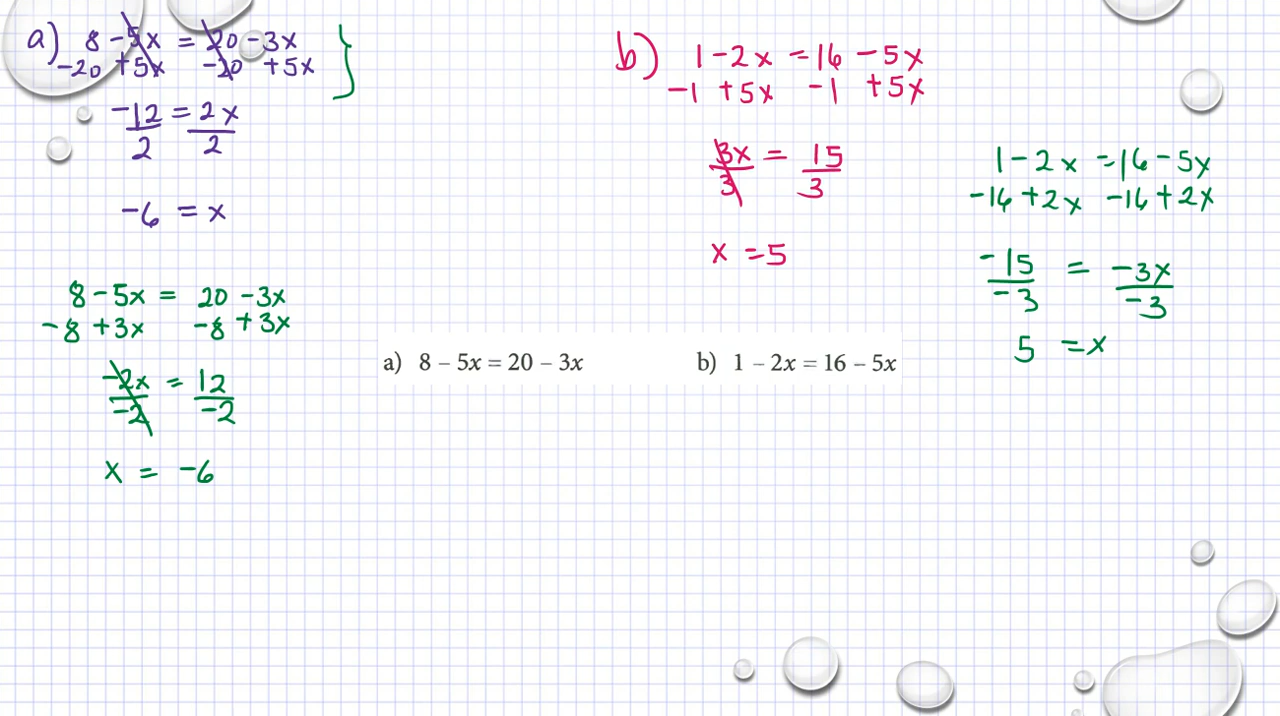 a) 8 - 5x = 20 - 3x
-20 +5x -20 +5x
-12 = 2x
2 2
-6 = x
8 - 5x = 20 - 3x
-8 +3x -8 +3x
-2x = 12
-2 -2
x = -6
a) 8 – 5x = 20 – 3x
b) 1 - 2x = 16 - 5x
-1 +5x -1 +5x
3x = 15
3 3
x = 5
b) 1 – 2x = 16 – 5x
1 - 2x = 16 - 5x
-16 +2x -16 +2x
-15 = -3x
-3 -3
5 = x